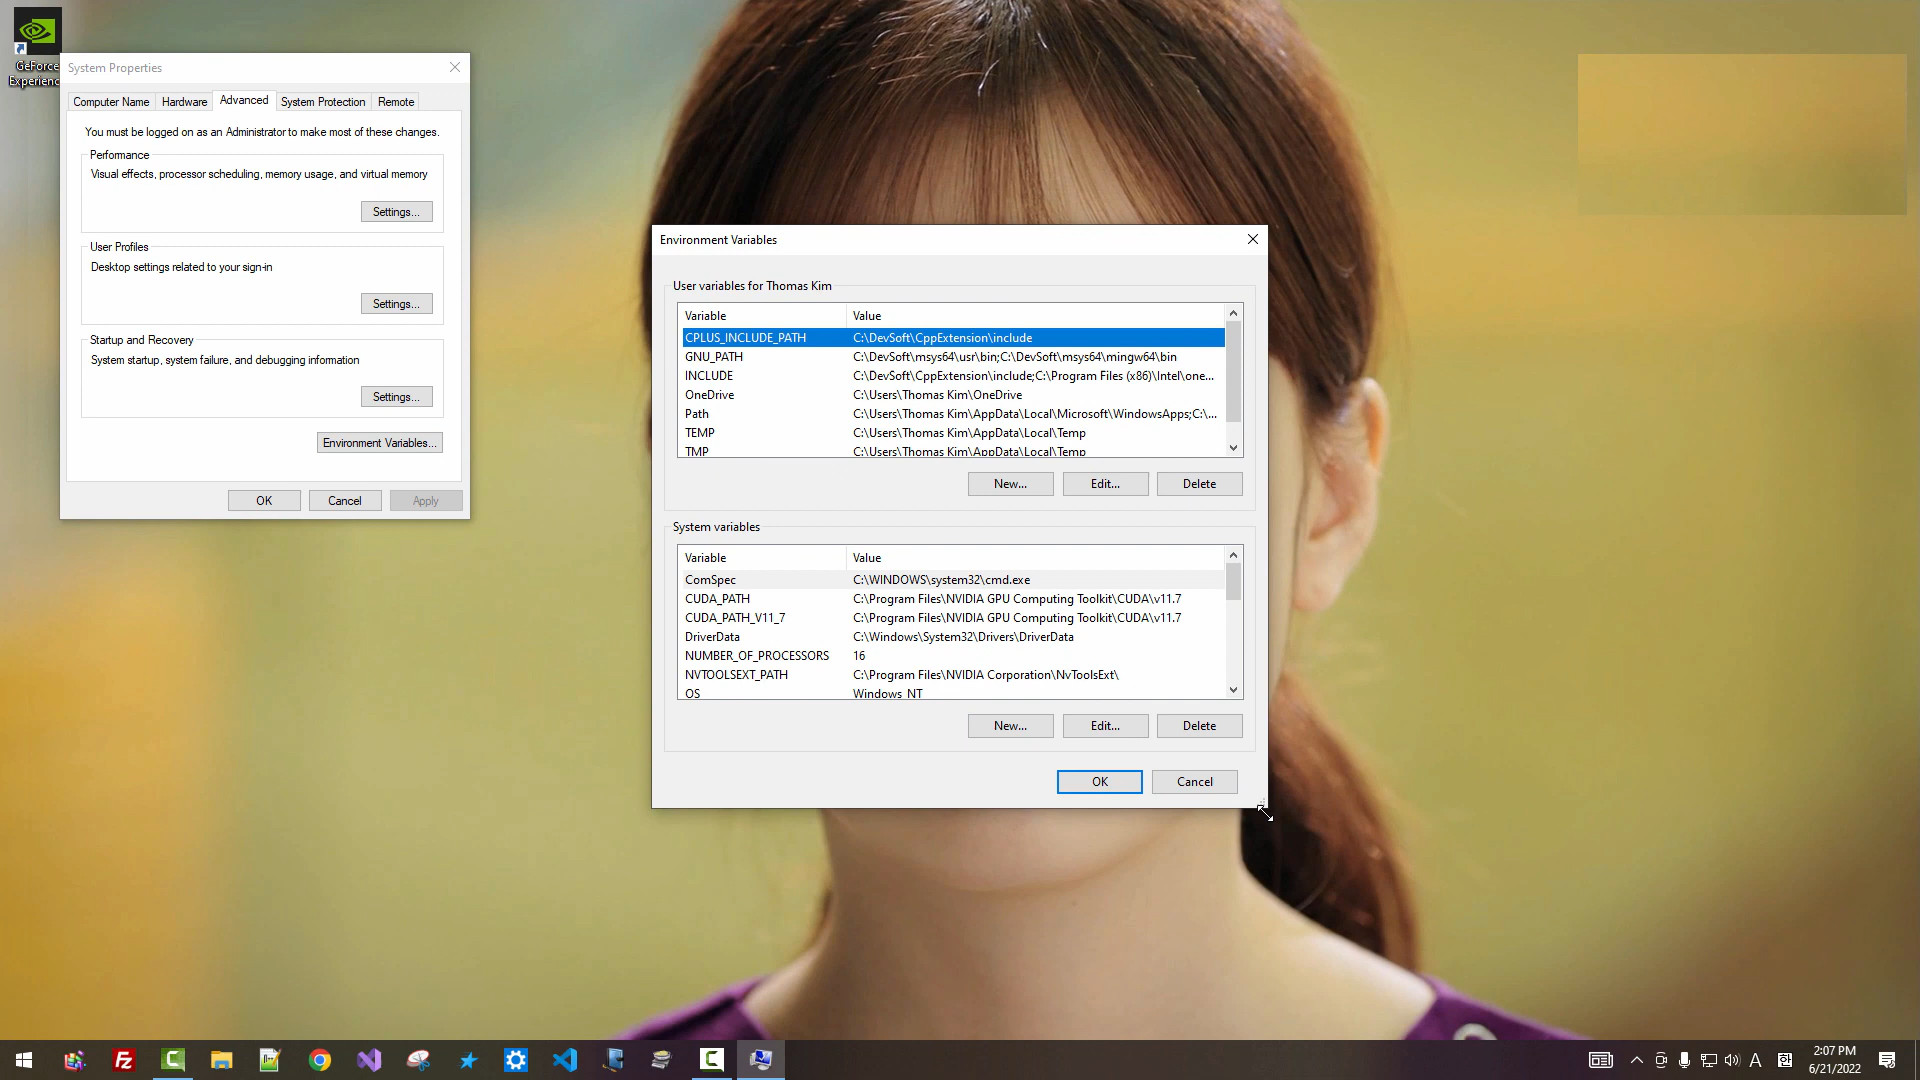 GeForce
Experienc
System Properties
Computer Name
Hardware
Advanced
System Protection
Remote
You must be logged on as an Administrator to make most of these changes.
Performance
Visual effects, processor scheduling, memory usage, and virtual memory
Settings...
User Profiles
Desktop settings related to your sign-in
Settings...
Startup and Recovery
System startup, system failure, and debugging information
Settings...
Environment Variables...
OK
Cancel
Apply
Environment Variables
User variables for Thomas Kim
Variable Value
CPLUS_INCLUDE_PATH C:\DevSoft\CppExtension\include
GNU_PATH C:\DevSoft\msys64\usr\bin;C:\DevSoft\msys64\mingw64\bin
INCLUDE C:\DevSoft\CppExtension\include;C:\Program Files (x86)\Intel\one...
OneDrive C:\Users\Thomas Kim\OneDrive
Path C:\Users\Thomas Kim\AppData\Local\Microsoft\WindowsApps;C:\...
TEMP C:\Users\Thomas Kim\AppData\Local\Temp
TMP C:\Users\Thomas Kim\AppData\Local\Temp
New...
Edit...
Delete
System variables
Variable Value
ComSpec C:\WINDOWS\system32\cmd.exe
CUDA_PATH C:\Program Files\NVIDIA GPU Computing Toolkit\CUDA\v11.7
CUDA_PATH_V11_7 C:\Program Files\NVIDIA GPU Computing Toolkit\CUDA\v11.7
DriverData C:\Windows\System32\Drivers\DriverData
NUMBER_OF_PROCESSORS 16
NVTOOLSEXT_PATH C:\Program Files\NVIDIA Corporation\NvToolsExt\
OS Windows_NT
New...
Edit...
Delete
OK
Cancel
A
2:07 PM
6/21/2022